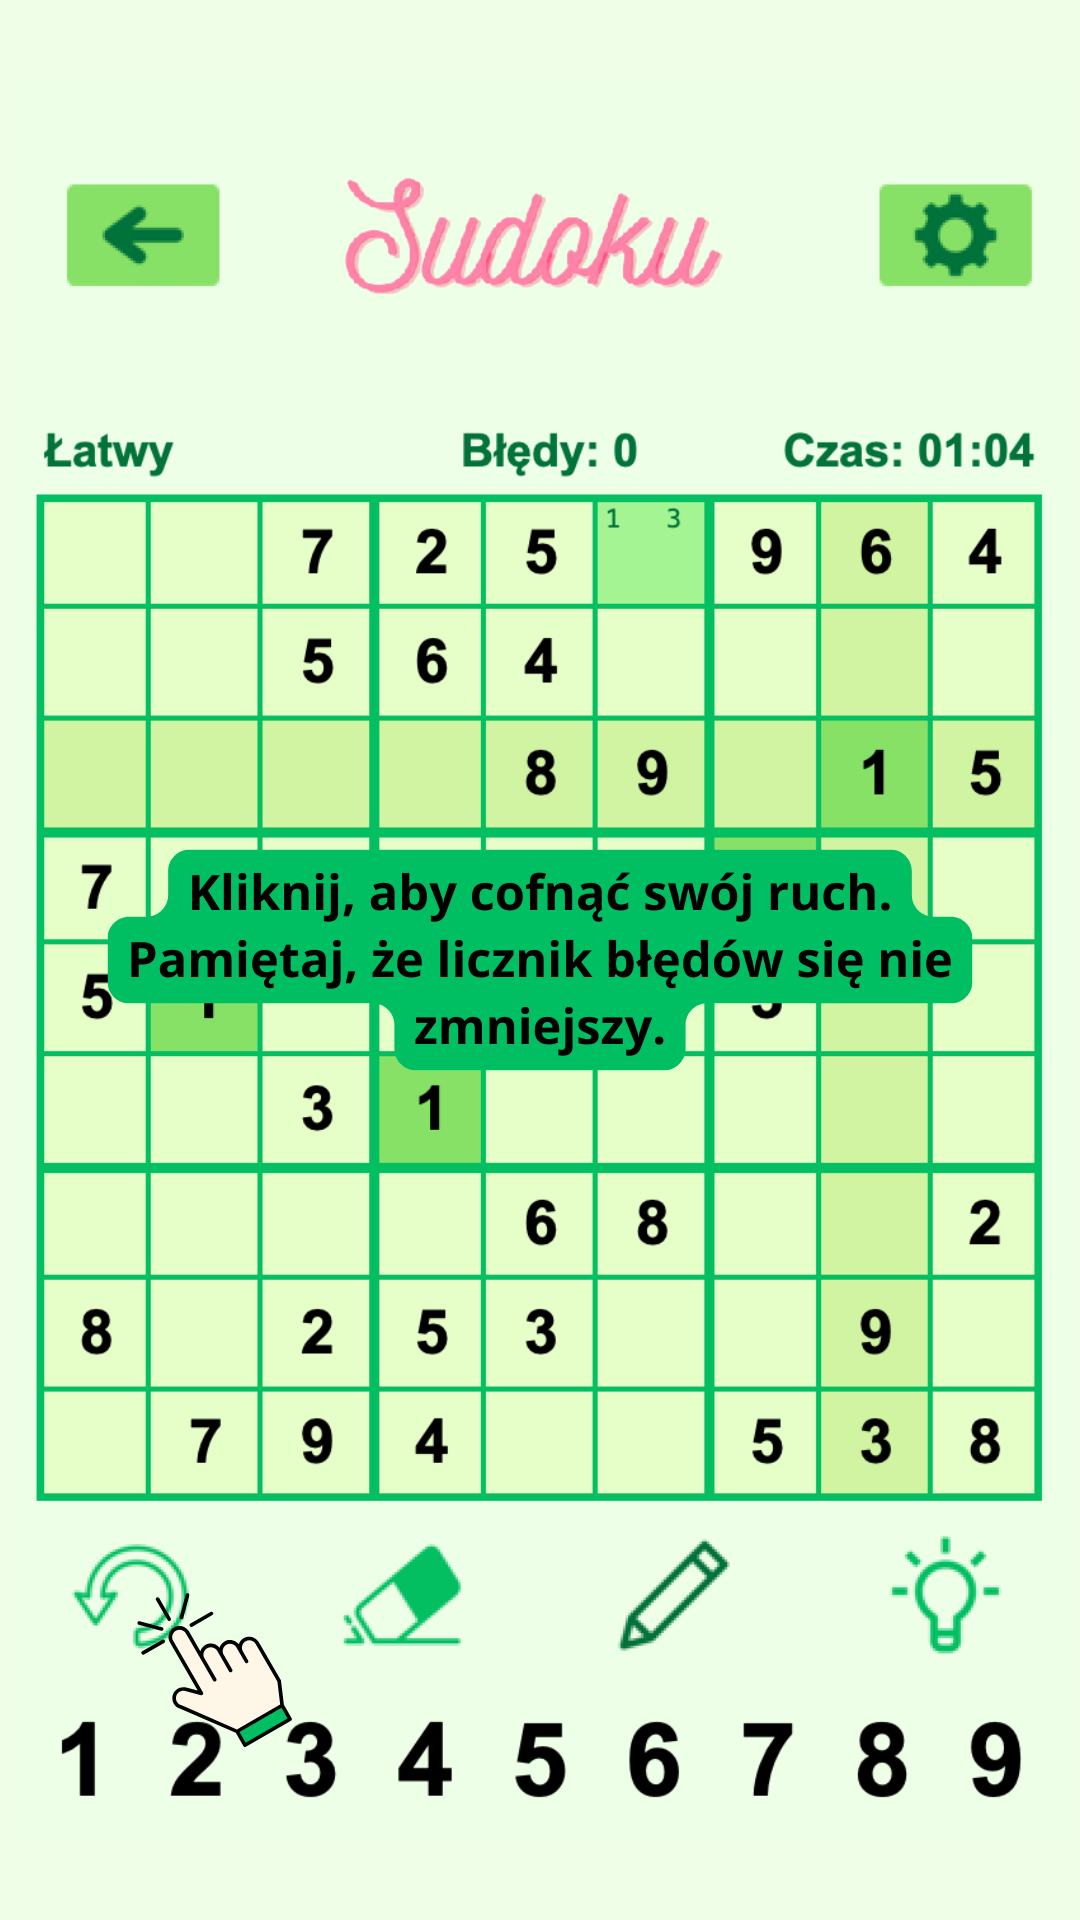 Sudoku
Łatwy Błędy: 0 Czas: 01:04
7 2 5 1 3 9 6 4
5 6 4
8 9 1 5
7
Kliknij, aby cofnąć swój ruch.
Pamiętaj, że licznik błędów się nie
zmniejszy.
5
3 1
6 8 2
8 2 5 3 9
7 9 4 5 3 8
1 2 3 4 5 6 7 8 9